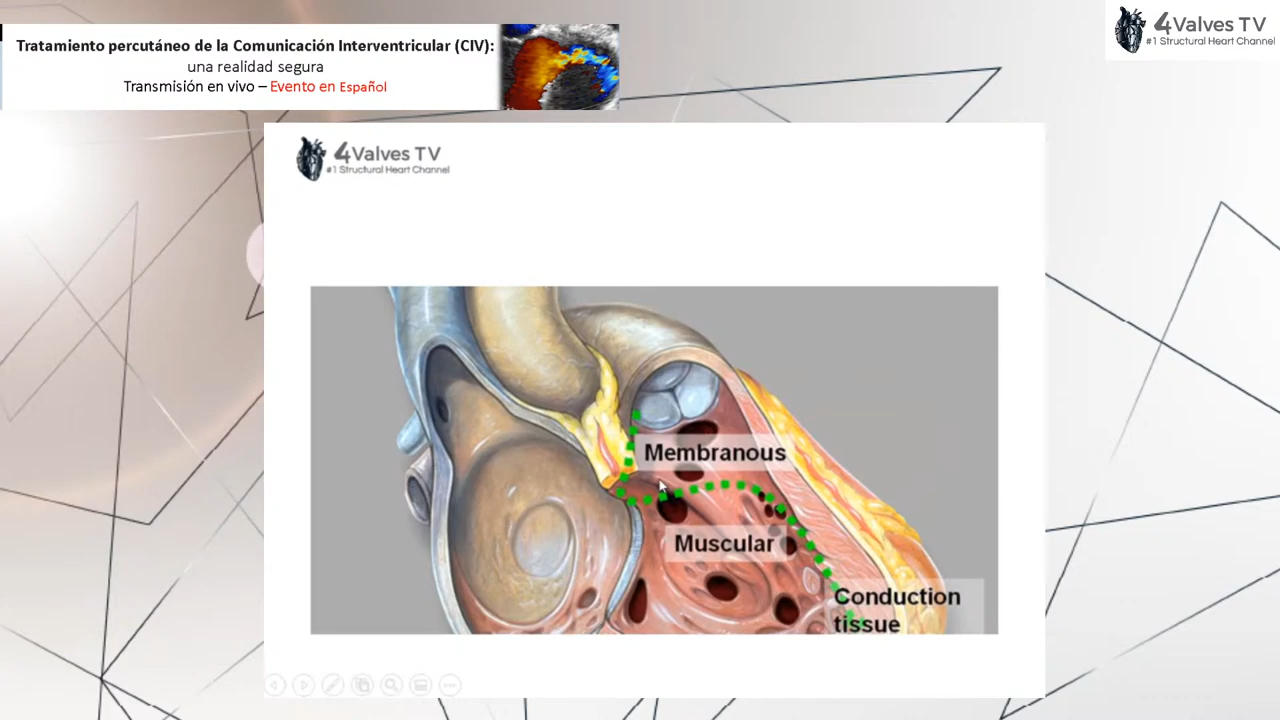 Tratamiento percutáneo de la Comunicación Interventricular (CIV):
una realidad segura
Transmisión en vivo – Evento en Español
4Valves TV
#1 Structural Heart Channel
4Valves TV
#1 Structural Heart Channel
Membranous
Muscular
Conduction
tissue